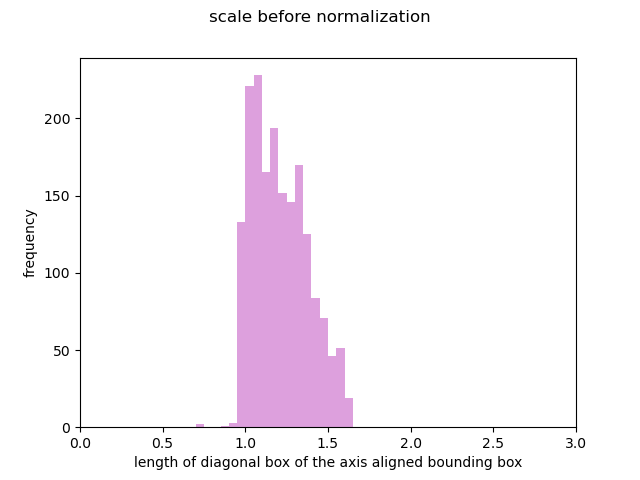 scale before normalization
200
150
100
50
0
frequency
0.0 0.5 1.0 1.5 2.0 2.5 3.0
length of diagonal box of the axis aligned bounding box